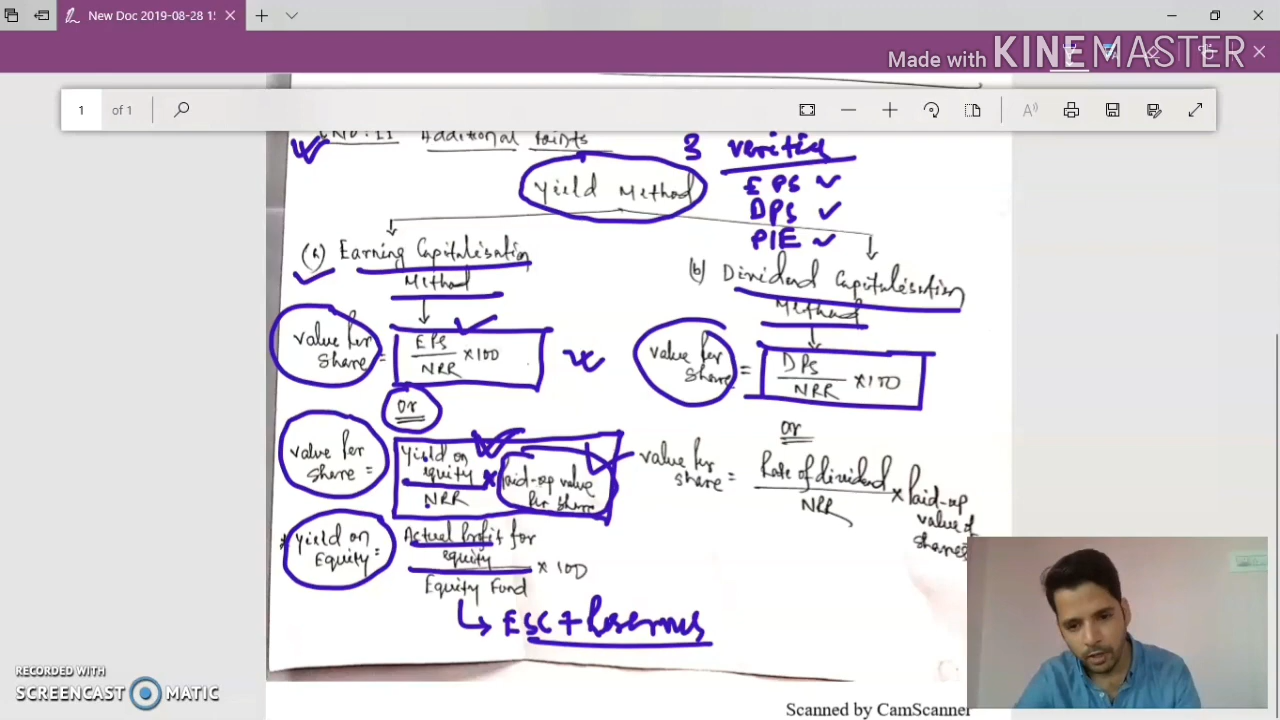 New Doc 2019-08-28 15
Made with KINEMASTER
1 of 1
Additional Points
3 verities
Yield Method
EPS
DPS
P/E
(a) Earning Capitalisation
Method
(b) Dividend Capitalisation
Method
value per share = EPS / NRR × 100
or
value per share = Yield on equity / NRR × Paid-up value per share
* Yield on Equity = Actual Profit for equity / Equity Fund × 100
ESC + Reserves
value per share = DPS / NRR × 100
or
value per share = Rate of dividend / NRR × Paid-up value of shares
RECORDED WITH
SCREENCAST MATIC
Scanned by CamScanner